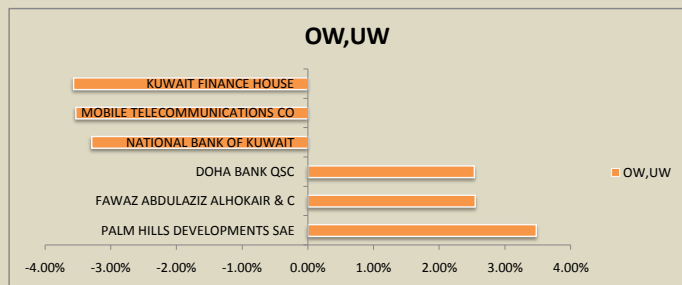 OW,UW
KUWAIT FINANCE HOUSE
MOBILE TELECOMMUNICATIONS CO
NATIONAL BANK OF KUWAIT
DOHA BANK QSC
FAWAZ ABDULAZIZ ALHOKAIR & C
PALM HILLS DEVELOPMENTS SAE
OW,UW
-4.00% -3.00% -2.00% -1.00% 0.00% 1.00% 2.00% 3.00% 4.00%